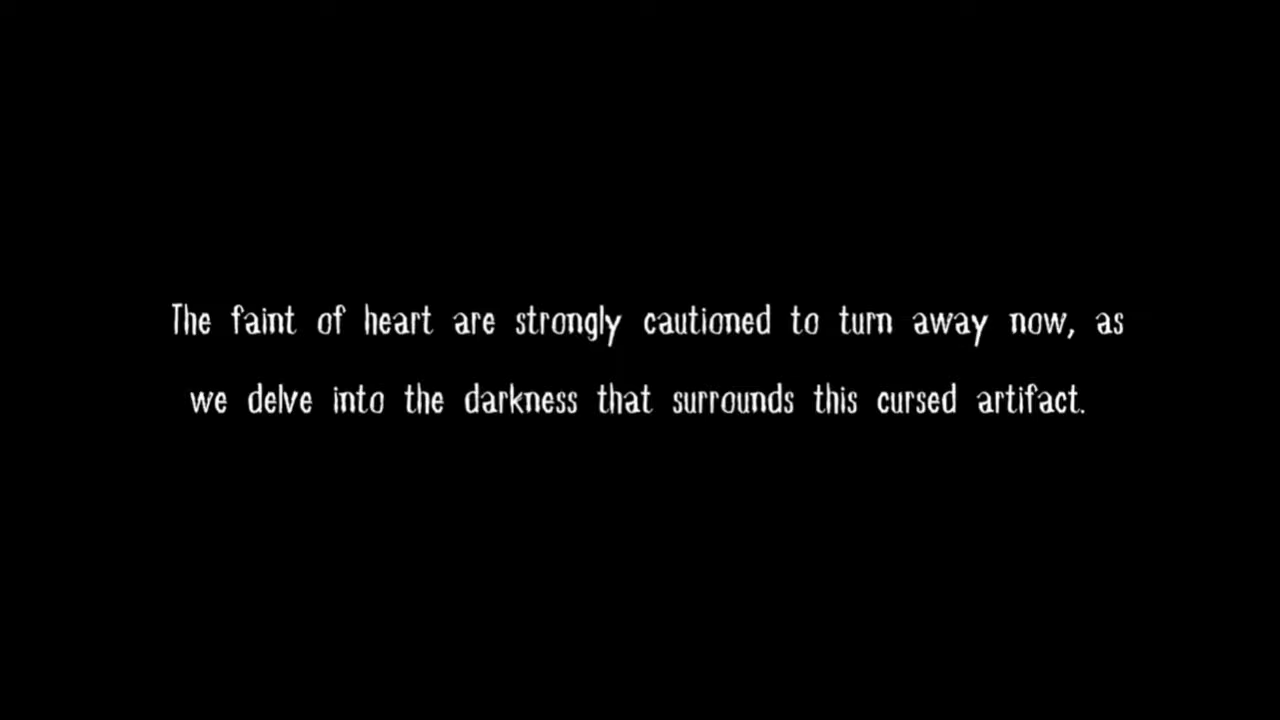 The faint of heart are strongly cautioned to turn away now, as
we delve into the darkness that surrounds this cursed artifact.